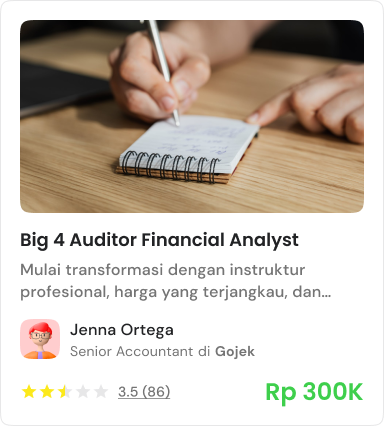 Big 4 Auditor Financial Analyst
Mulai transformasi dengan instruktur
profesional, harga yang terjangkau, dan...
Jenna Ortega
Senior Accountant di Gojek
3.5 (86)
Rp 300K